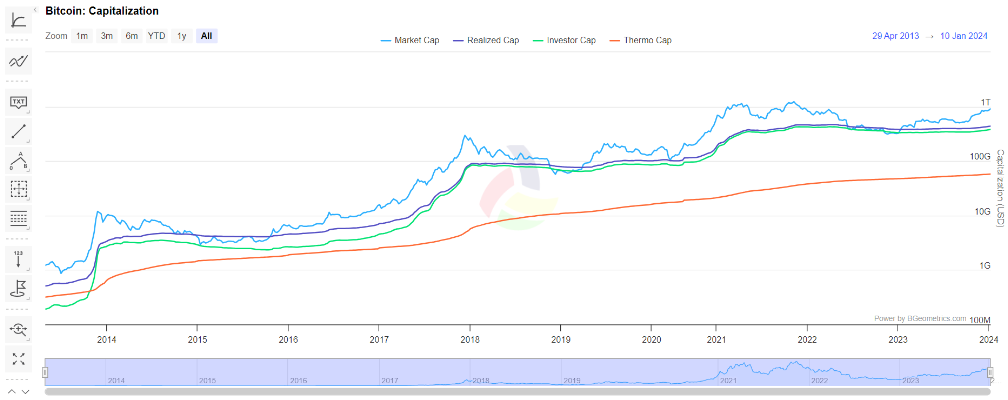 Bitcoin: Capitalization
Zoom 1m 3m 6m YTD 1y All
Market Cap Realized Cap Investor Cap Thermo Cap
29 Apr 2013 → 10 Jan 2024
TXT
A
B
123
1T
100G
10G
1G
100M
Capitalization (USD)
Power by BGeometrics.com
2014 2015 2016 2017 2018 2019 2020 2021 2022 2023 2024
2014 2015 2016 2017 2018 2019 2021 2022 2023